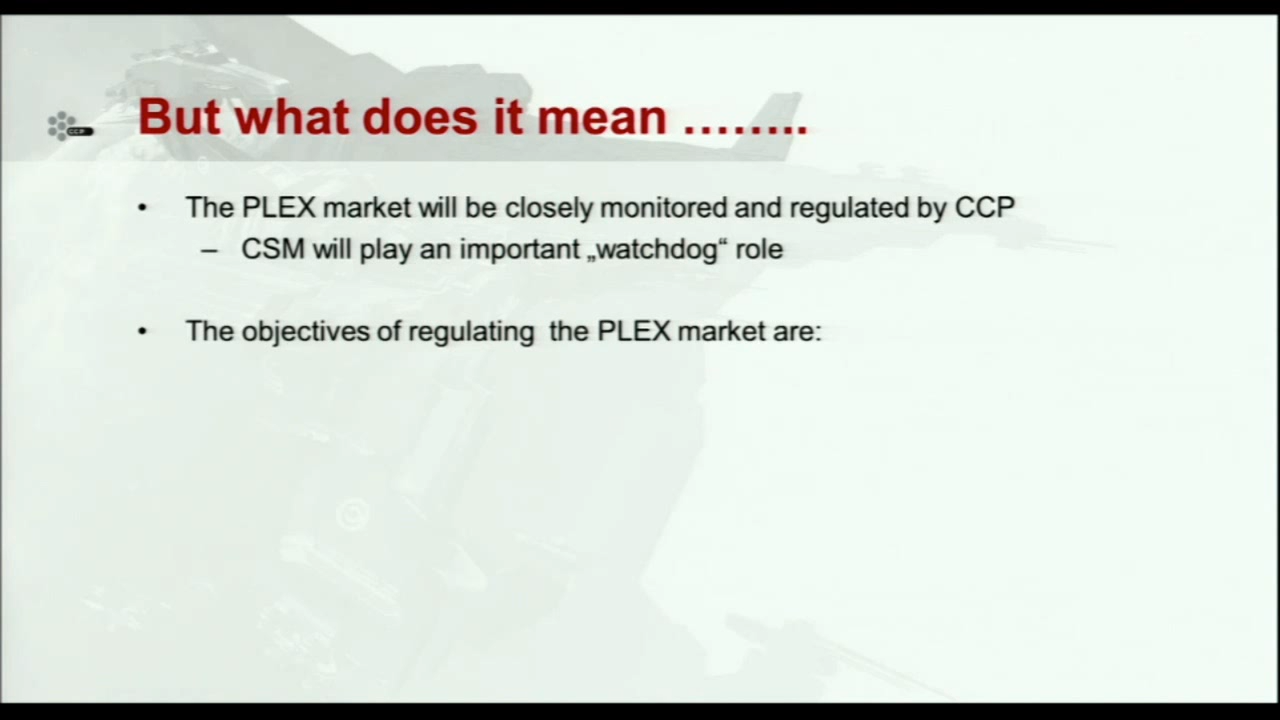 But what does it mean ……..
CCP
• The PLEX market will be closely monitored and regulated by CCP
– CSM will play an important „watchdog“ role
• The objectives of regulating the PLEX market are: